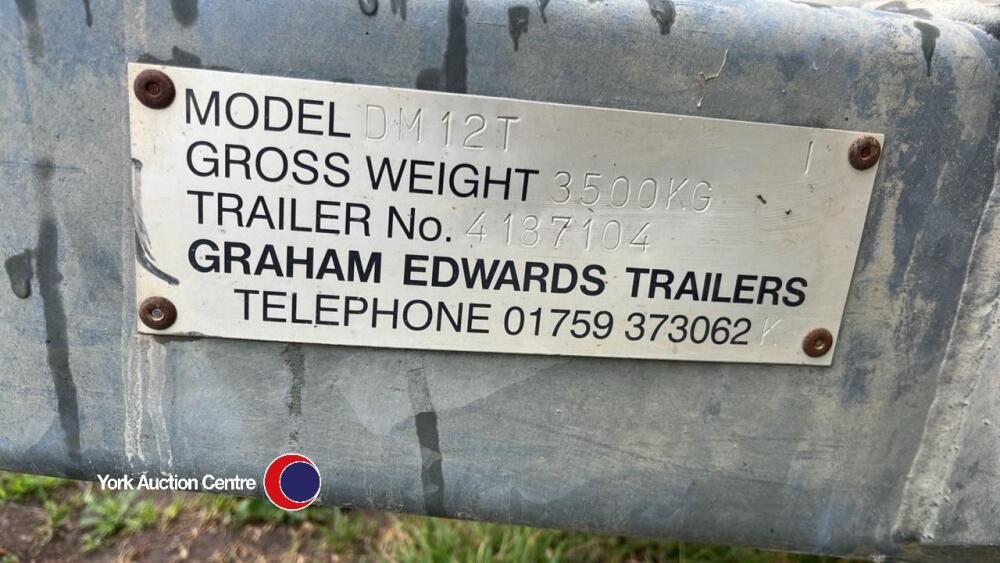 MODEL DM12T
GROSS WEIGHT 3500KG
TRAILER No. 4187104
GRAHAM EDWARDS TRAILERS
TELEPHONE 01759 373062 K
York Auction Centre